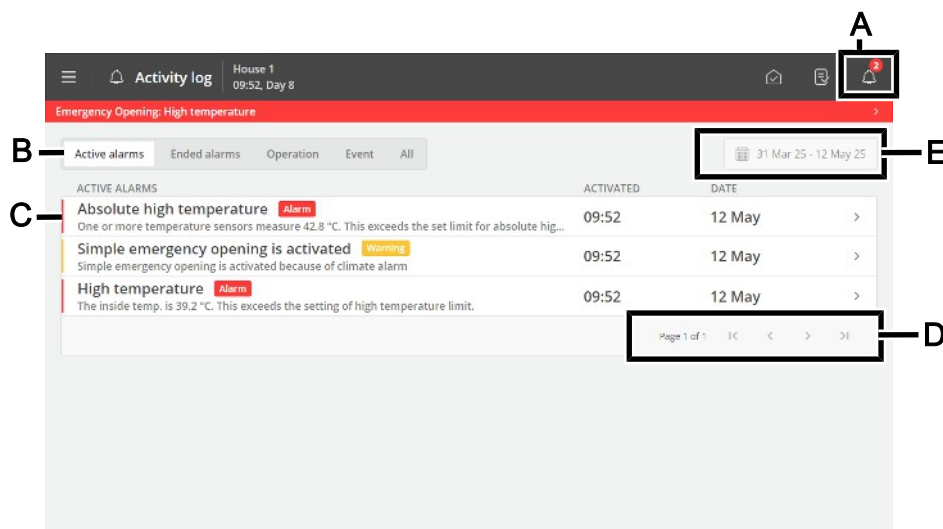 A
Activity log
House 1
09:52, Day 8
2
Emergency Opening: High temperature
B
Active alarms Ended alarms Operation Event All
31 Mar 25 - 12 May 25
E
ACTIVE ALARMS ACTIVATED DATE
C
Absolute high temperature Alarm
One or more temperature sensors measure 42.8 °C. This exceeds the set limit for absolute hig...
09:52 12 May
Simple emergency opening is activated Warning
Simple emergency opening is activated because of climate alarm
09:52 12 May
High temperature Alarm
The inside temp. is 39.2 °C. This exceeds the setting of high temperature limit.
09:52 12 May
Page 1 of 1
D